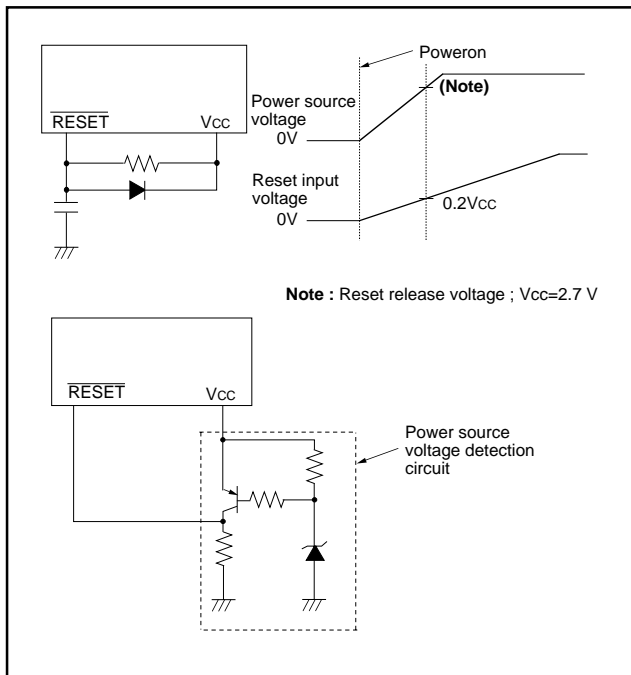 Poweron
(Note)
Power source
voltage
0V
RESET
VCC
Reset input
voltage
0V
0.2VCC
Note : Reset release voltage ; Vcc=2.7 V
RESET
VCC
Power source
voltage detection
circuit